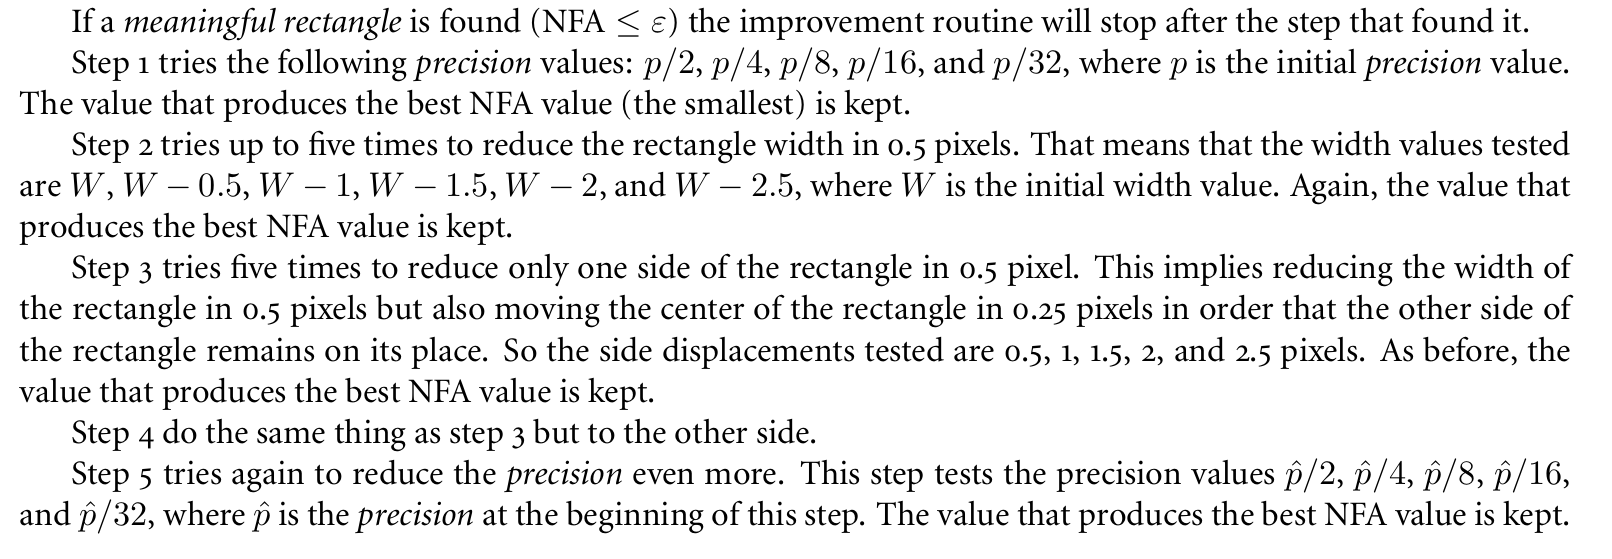 If a meaningful rectangle is found (NFA ≤ ε) the improvement routine will stop after the step that found it.
Step 1 tries the following precision values: p/2, p/4, p/8, p/16, and p/32, where p is the initial precision value.
The value that produces the best NFA value (the smallest) is kept.
Step 2 tries up to five times to reduce the rectangle width in 0.5 pixels. That means that the width values tested
are W, W − 0.5, W − 1, W − 1.5, W − 2, and W − 2.5, where W is the initial width value. Again, the value that
produces the best NFA value is kept.
Step 3 tries five times to reduce only one side of the rectangle in 0.5 pixel. This implies reducing the width of
the rectangle in 0.5 pixels but also moving the center of the rectangle in 0.25 pixels in order that the other side of
the rectangle remains on its place. So the side displacements tested are 0.5, 1, 1.5, 2, and 2.5 pixels. As before, the
value that produces the best NFA value is kept.
Step 4 do the same thing as step 3 but to the other side.
Step 5 tries again to reduce the precision even more. This step tests the precision values p̂/2, p̂/4, p̂/8, p̂/16,
and p̂/32, where p̂ is the precision at the beginning of this step. The value that produces the best NFA value is kept.